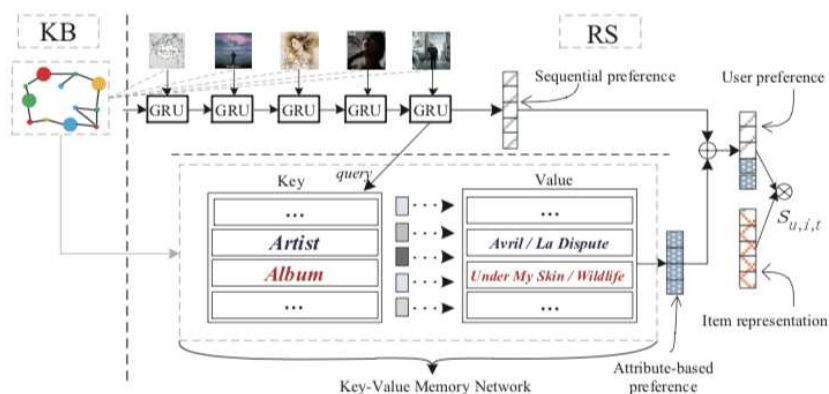 KB
RS
GRU
GRU
GRU
GRU
GRU
Sequential preference
User preference
query
Key
Value
...
...
Artist
Avril / La Dispute
Album
Under My Skin / Wildlife
...
...
S_{u,i,t}
Item representation
Attribute-based
preference
Key-Value Memory Network